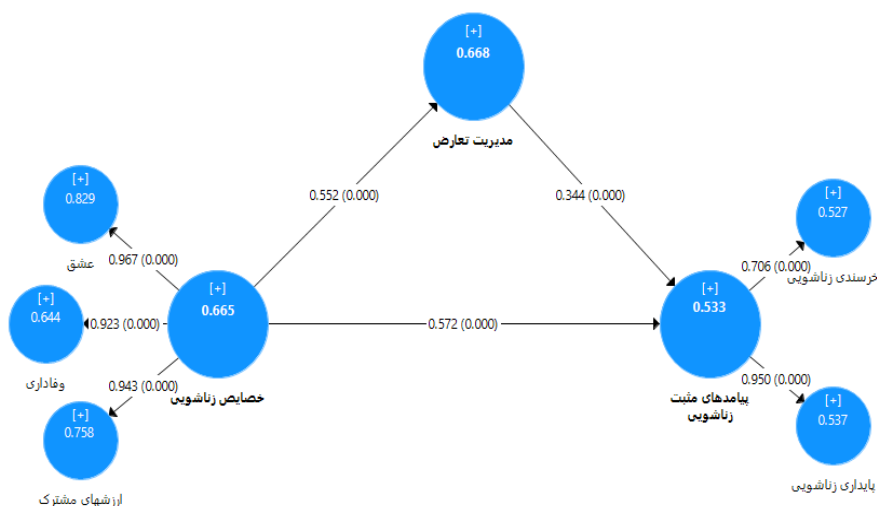 [+]
0.668
مدیریت تعارض
0.552 (0.000)
0.344 (0.000)
[+]
0.829
عشق
0.967 (0.000)
[+]
0.644
وفاداری
0.923 (0.000)
[+]
0.758
ارزشهای مشترک
0.943 (0.000)
[+]
0.665
خصایص زناشویی
0.572 (0.000)
[+]
0.533
پیامدهای مثبت
زناشویی
0.706 (0.000)
[+]
0.527
خرسندی زناشویی
0.950 (0.000)
[+]
0.537
پایداری زناشویی